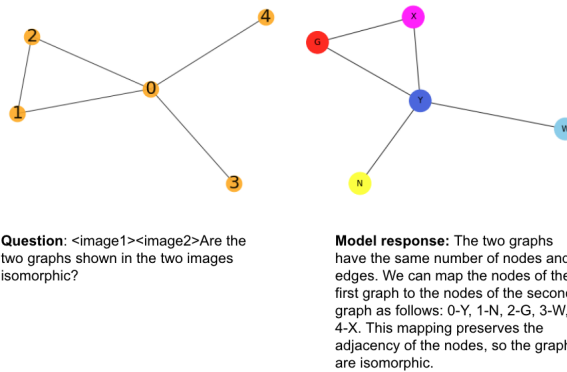 4
X
2
G
0
Y
1
W
3
N
Question: <image1><image2>Are the
two graphs shown in the two images
isomorphic?
Model response: The two graphs
have the same number of nodes and
edges. We can map the nodes of the
first graph to the nodes of the second
graph as follows: 0-Y, 1-N, 2-G, 3-W,
4-X. This mapping preserves the
adjacency of the nodes, so the graph
are isomorphic.